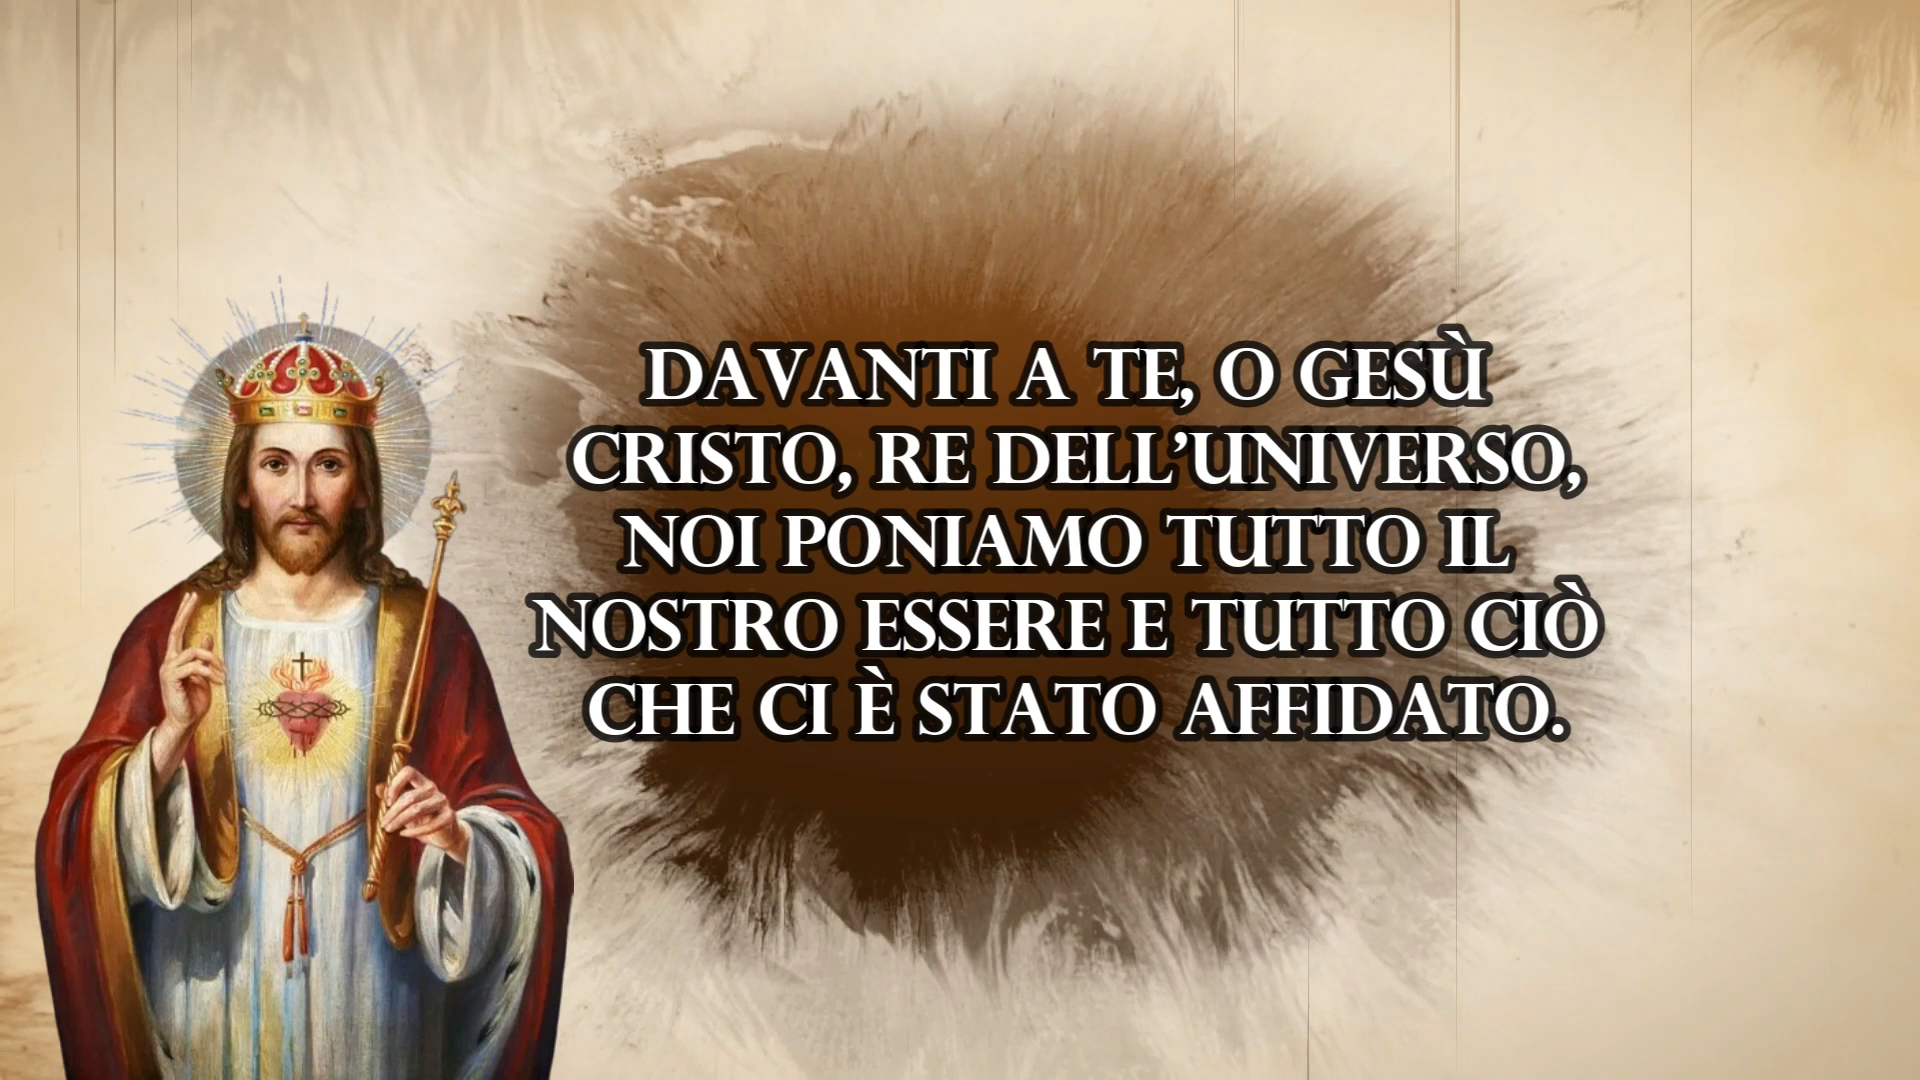 DAVANTI A TE, O GESÙ
CRISTO, RE DELL’UNIVERSO,
NOI PONIAMO TUTTO IL
NOSTRO ESSERE E TUTTO CIÒ
CHE CI È STATO AFFIDATO.